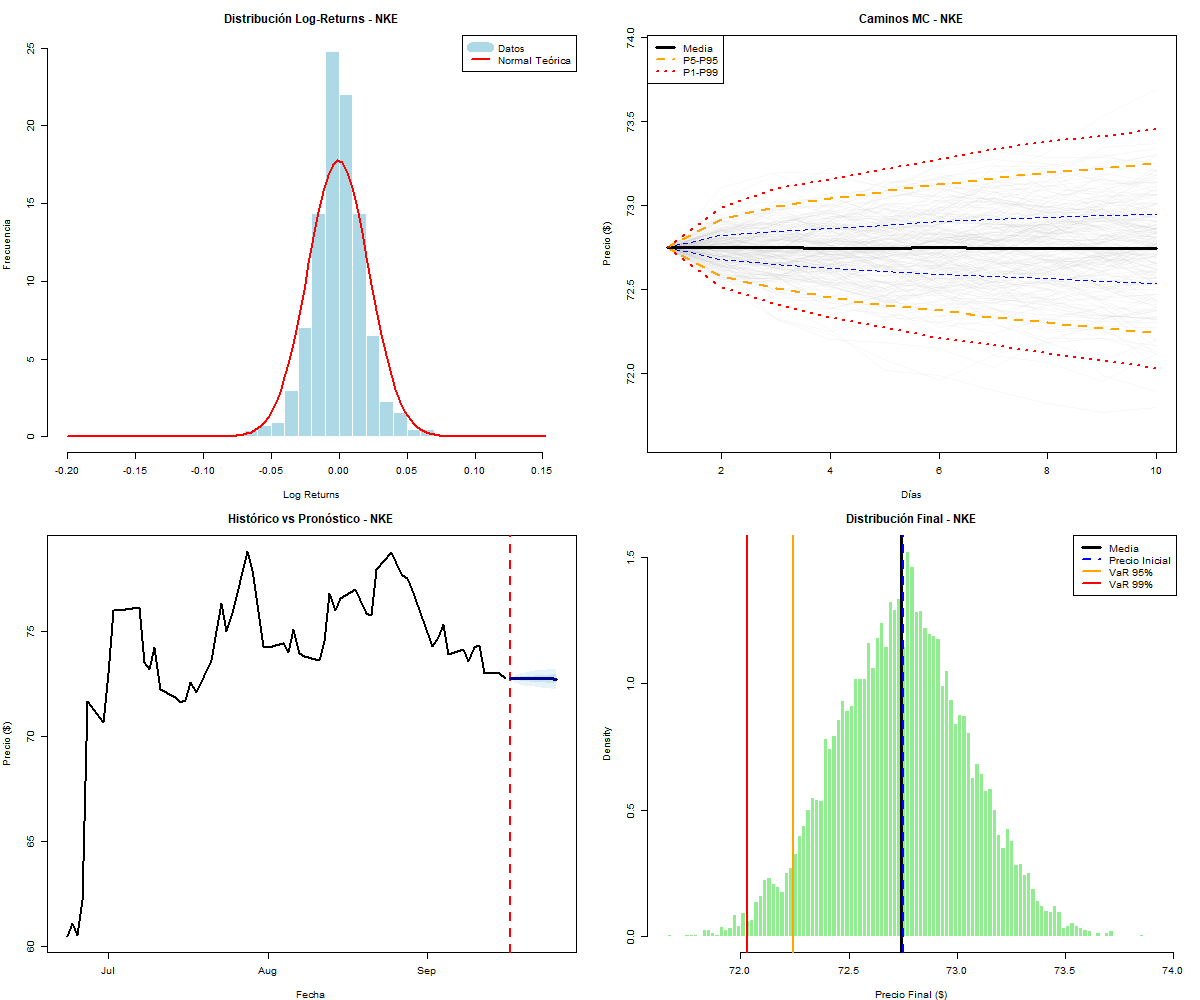 Distribución Log-Returns - NKE
Datos
Normal Teórica
Frecuencia
0
5
10
15
20
25
-0.20
-0.15
-0.10
-0.05
0.00
0.05
0.10
0.15
Log Returns
Caminos MC - NKE
Media
P5-P95
P1-P99
Precio ($)
72.0
72.5
73.0
73.5
74.0
2
4
6
8
10
Días
Histórico vs Pronóstico - NKE
Precio ($)
60
65
70
75
Jul
Aug
Sep
Fecha
Distribución Final - NKE
Media
Precio Inicial
VaR 95%
VaR 99%
Density
0.0
0.5
1.0
1.5
72.0
72.5
73.0
73.5
74.0
Precio Final ($)